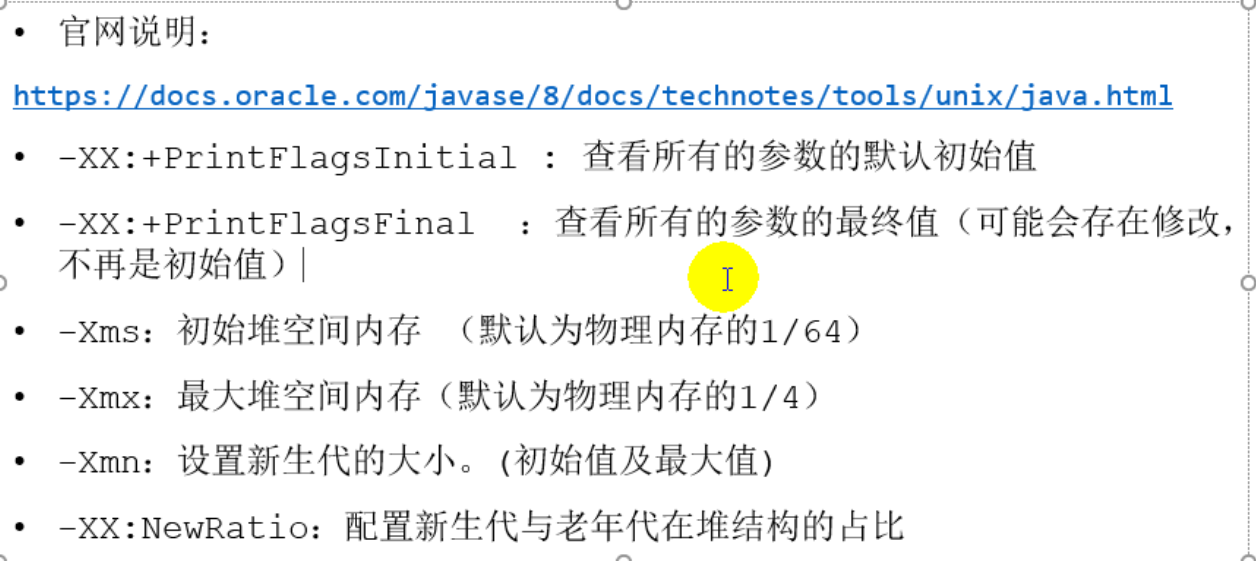 • 官网说明：
https://docs.oracle.com/javase/8/docs/technotes/tools/unix/java.html
• -XX:+PrintFlagsInitial : 查看所有的参数的默认初始值
• -XX:+PrintFlagsFinal ：查看所有的参数的最终值（可能会存在修改，
不再是初始值）
• -Xms：初始堆空间内存 （默认为物理内存的1/64）
• -Xmx：最大堆空间内存（默认为物理内存的1/4）
• -Xmn：设置新生代的大小。(初始值及最大值)
• -XX:NewRatio：配置新生代与老年代在堆结构的占比